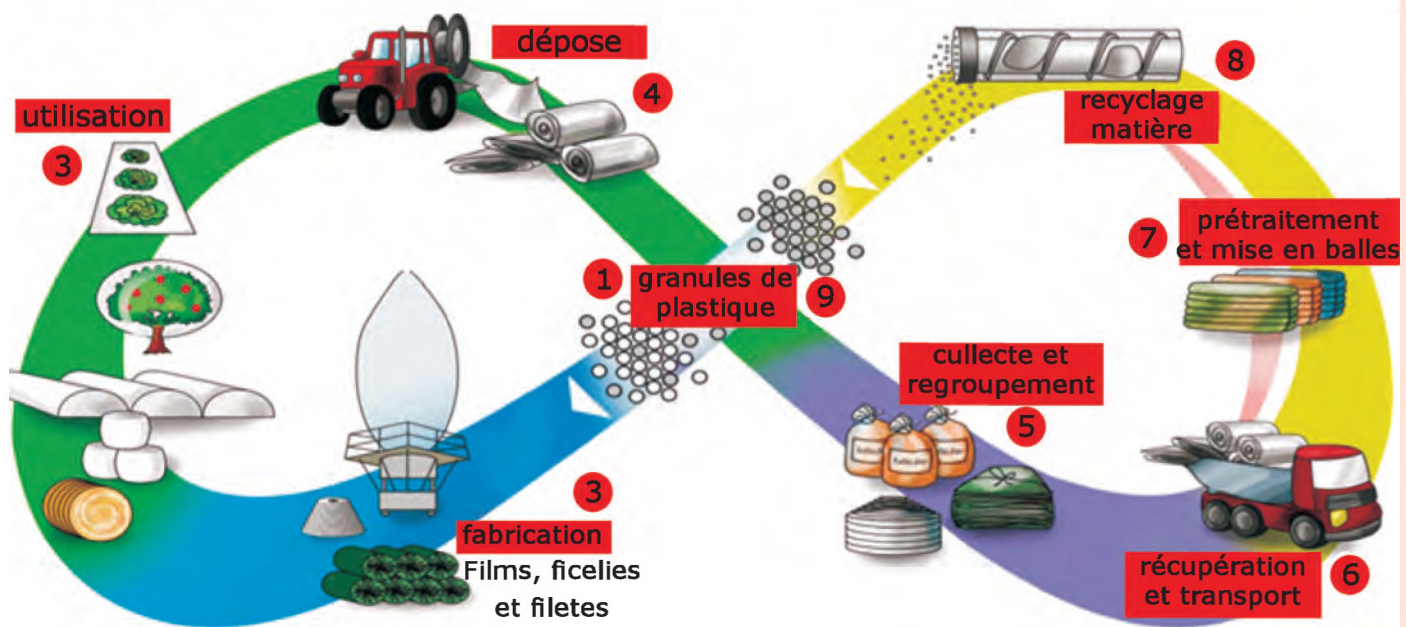 dépose
4
8
recyclage
matière
utilisation
3
7
prétraitement
et mise en balles
1
granules de
plastique
9
cullecte et
regroupement
5
3
fabrication
Films, ficelies
et filetes
récupération
et transport
6